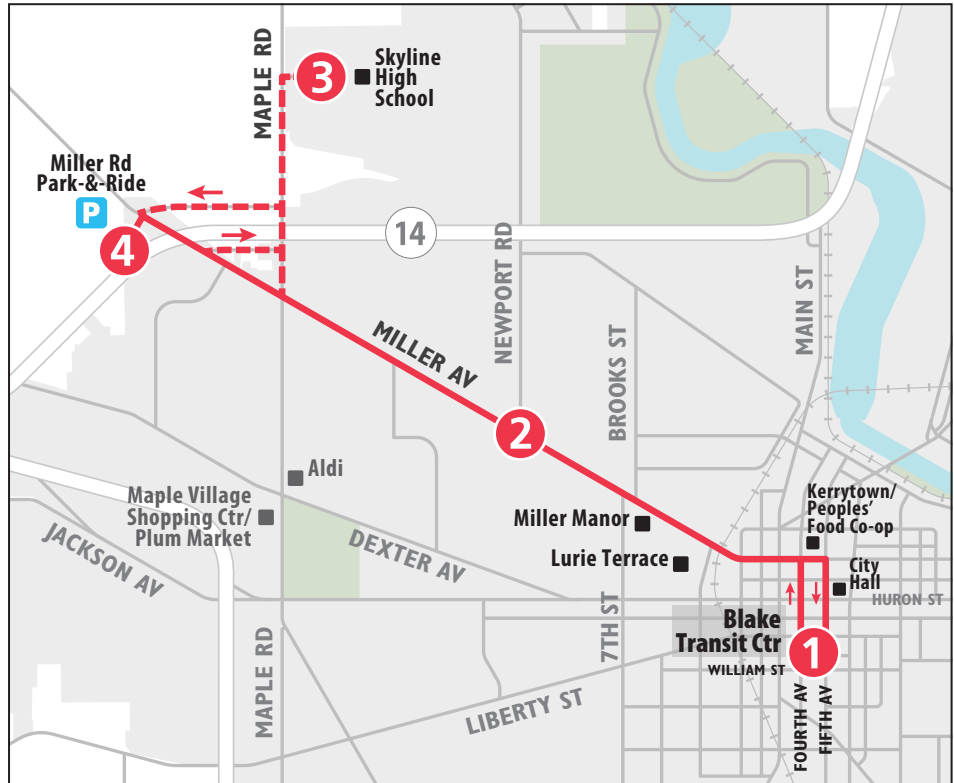 MAPLE RD
3
Skyline
High
School
Miller Rd
Park-&-Ride
P
4
14
NEWPORT RD
MAIN ST
MILLER AV
BROOKS ST
2
Aldi
Maple Village
Shopping Ctr/
Plum Market
JACKSON AV
DEXTER AV
Miller Manor
Lurie Terrace
Kerrytown/
Peoples'
Food Co-op
City
Hall
HURON ST
7TH ST
Blake
Transit Ctr
1
WILLIAM ST
MAPLE RD
LIBERTY ST
FOURTH AV
FIFTH AV